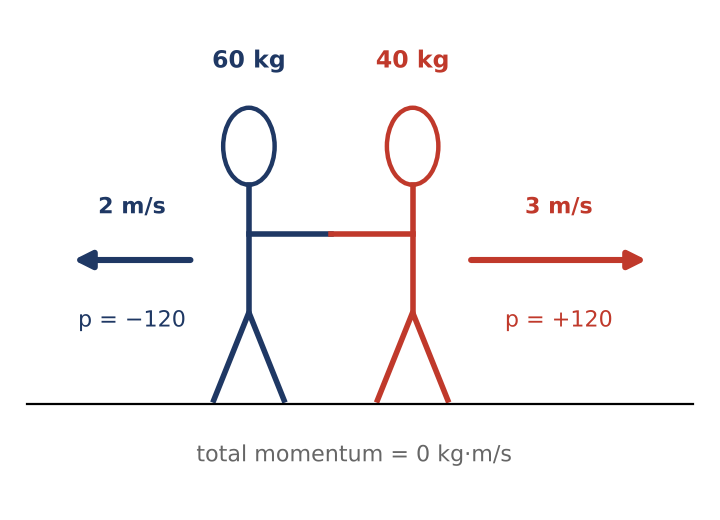 60 kg
40 kg
2 m/s
3 m/s
p = −120
p = +120
total momentum = 0 kg·m/s